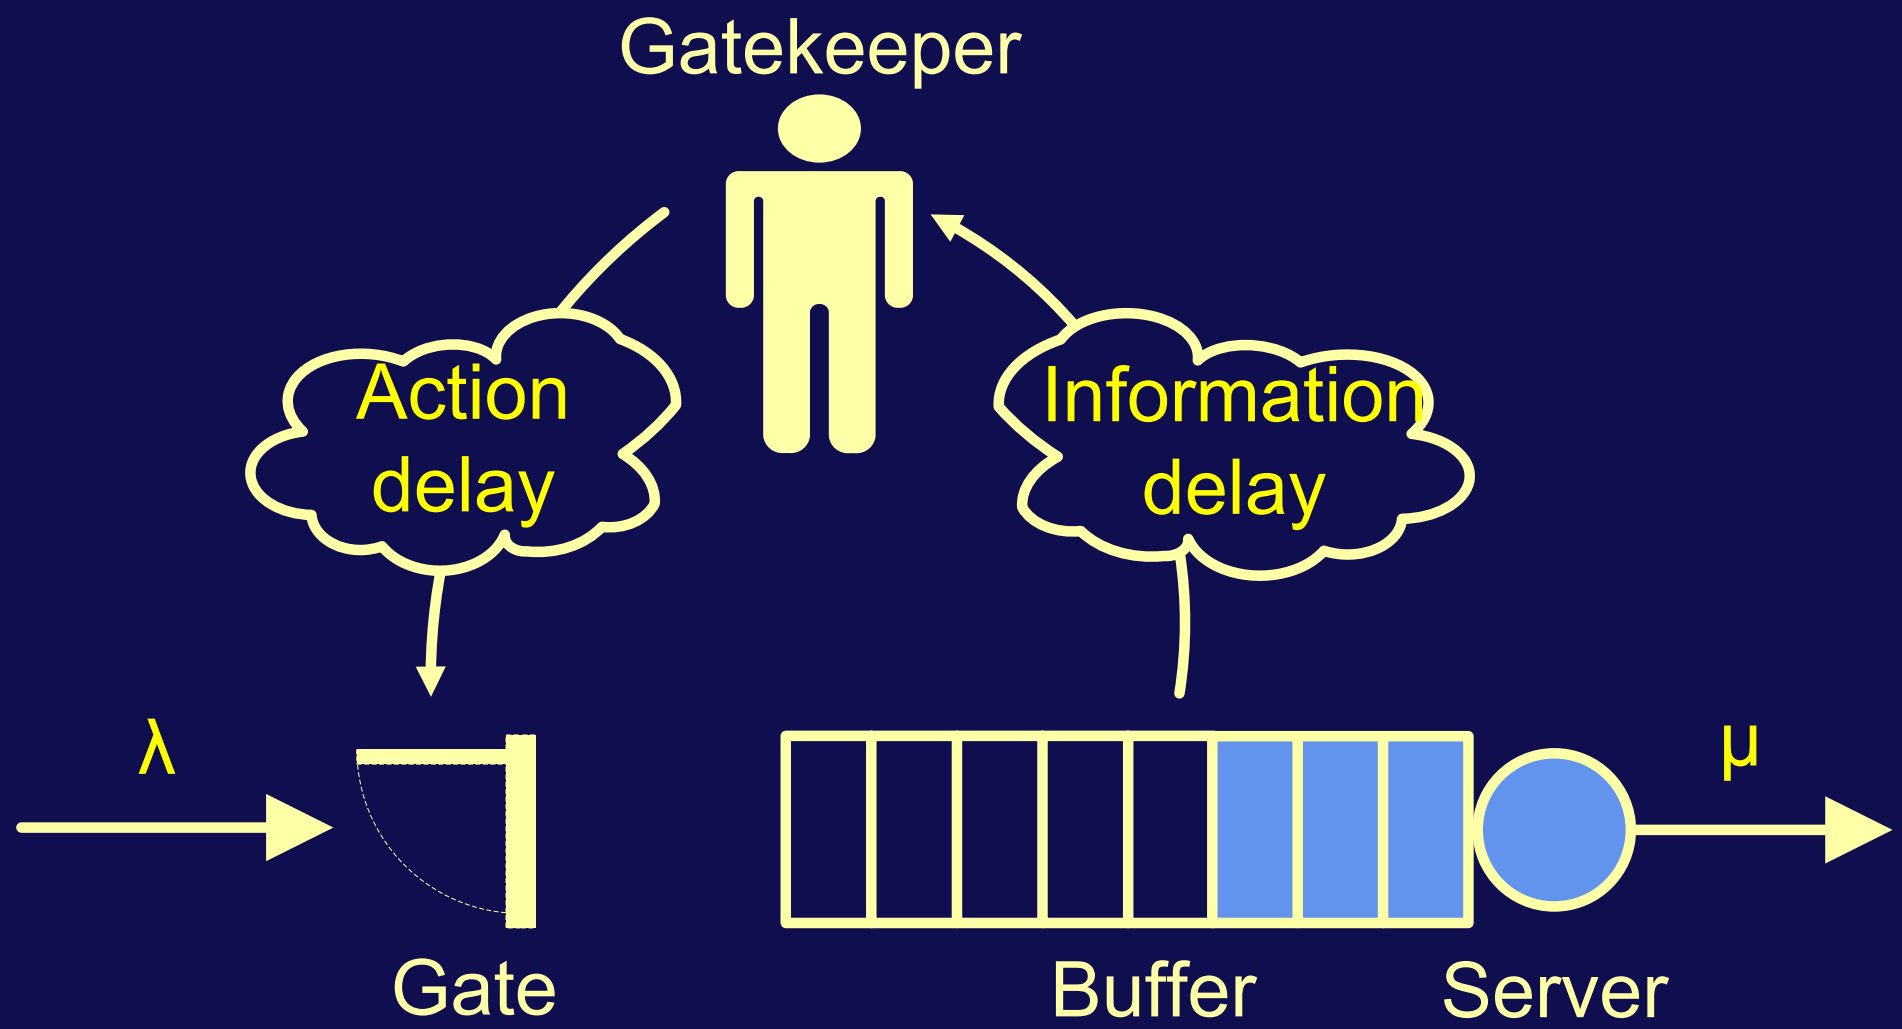 Gatekeeper
Action
delay
Information
delay
λ
μ
Gate
Buffer
Server